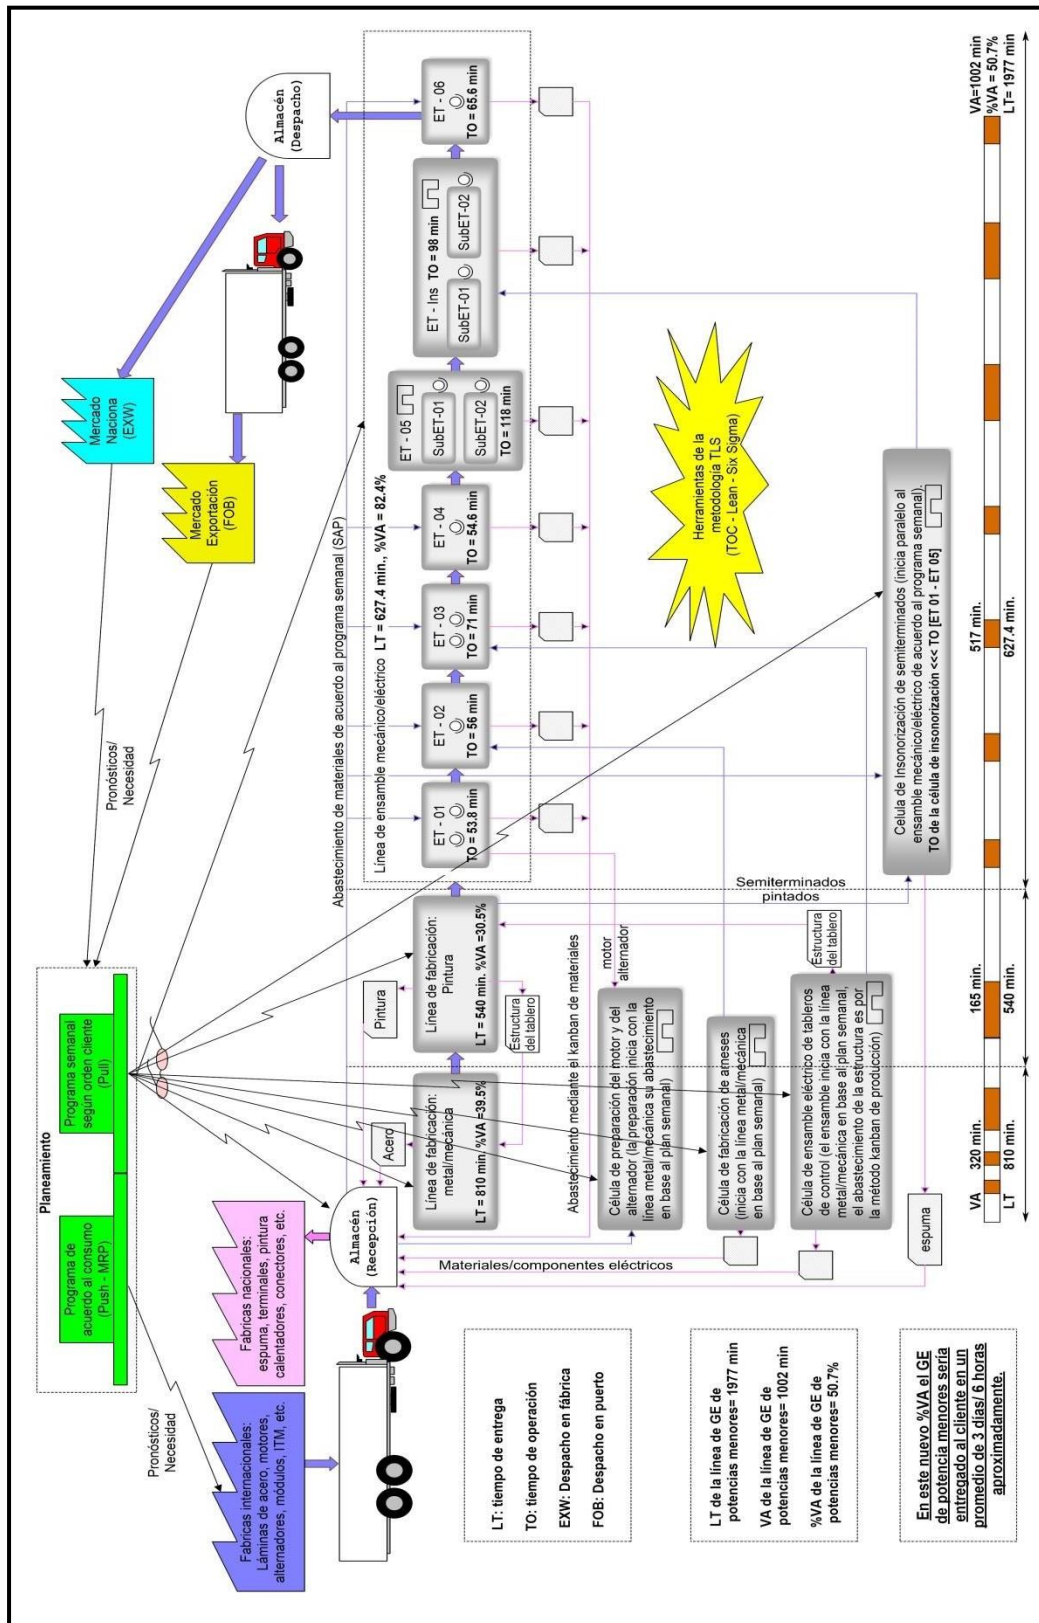 Planeamiento
Programa de
acuerdo al consumo
(Push - MRP)
Programa semanal
según orden cliente
(Pull)
Pronósticos/
Necesidad
Pronósticos/
Necesidad
Mercado
Naciona
(EXW)
Mercado
Exportación
(FOB)
Almacén
(Despacho)
Fabricas internacionales:
Láminas de acero, motores,
alternadores, módulos, ITM, etc.
Fabricas nacionales:
espuma, terminales, pintura
calentadores, conectores, etc.
Almacén
(Recepción)
Abastecimiento de materiales de acuerdo al programa semanal (SAP)
Línea de ensamble mecánico/eléctrico LT = 627.4 min., %VA = 82.4%
Acero
Pintura
Línea de fabricación:
metal/mecánica
LT = 810 min. %VA =39.5%
Estructura
del tablero
Línea de fabricación:
Pintura
LT = 540 min. %VA =30.5%
ET - 01
TO = 53.8 min
ET - 02
TO = 56 min
ET - 03
TO = 71 min
ET - 04
TO = 54.6 min
ET - 05
SubET-01
SubET-02
TO = 118 min
ET - Ins TO = 98 min
SubET-01
SubET-02
ET - 06
TO = 65.6 min
Abastecimiento mediante el kanban de materiales
motor
alternador
Semiterminados
pintados
Célula de preparación del motor y del
alternador (la preparación inicia con la
línea metal/mecánica su abastecimiento
en base al plan semanal)
Célula de fabricación de arneses
(inicia con la línea metal/mecánica
en base al plan semanal)
Célula de ensamble eléctrico de tableros
de control (el ensamble inicia con la línea
metal/mecánica en base al plan semanal,
el abastecimiento de la estructura es por
la método kanban de producción)
Estructura
del tablero
Materiales/componentes eléctricos
espuma
Herramientas de la
metodología TLS
(TOC - Lean - Six Sigma)
Celula de Insonorización de semiterminados (inicia paralelo al
ensamble mecánico/eléctrico de acuerdo al programa semanal).
TO de la célula de insonorización <<< TO [ET 01 - ET 05]
LT: tiempo de entrega
TO: tiempo de operación
EXW: Despacho en fábrica
FOB: Despacho en puerto
LT de la línea de GE de
potencias menores= 1977 min
VA de la línea de GE de
potencias menores= 1002 min
%VA de la línea de GE de
potencias menores= 50.7%
En este nuevo %VA el GE
de potencia menores sería
entregado al cliente en un
promedio de 3 días/ 6 horas
aproximadamente.
VA 320 min. 165 min. 517 min.
LT 810 min. 540 min. 627.4 min.
VA=1002 min
%VA = 50.7%
LT= 1977 min